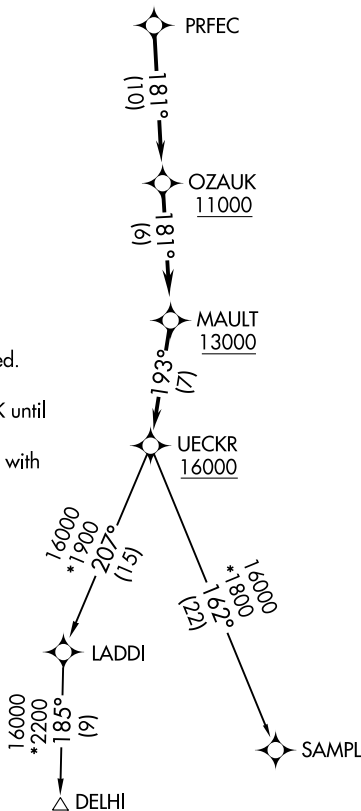 PRFEC
181°
(10)
OZAUK
11000
181°
(9)
MAULT
13000
ed.
193°
(7)
K until
UECKR
16000
with
16000
*1900
207°
(15)
16000
*1800
162°
(22)
LADDI
16000
*2200
185°
(9)
SAMPL
DELHI